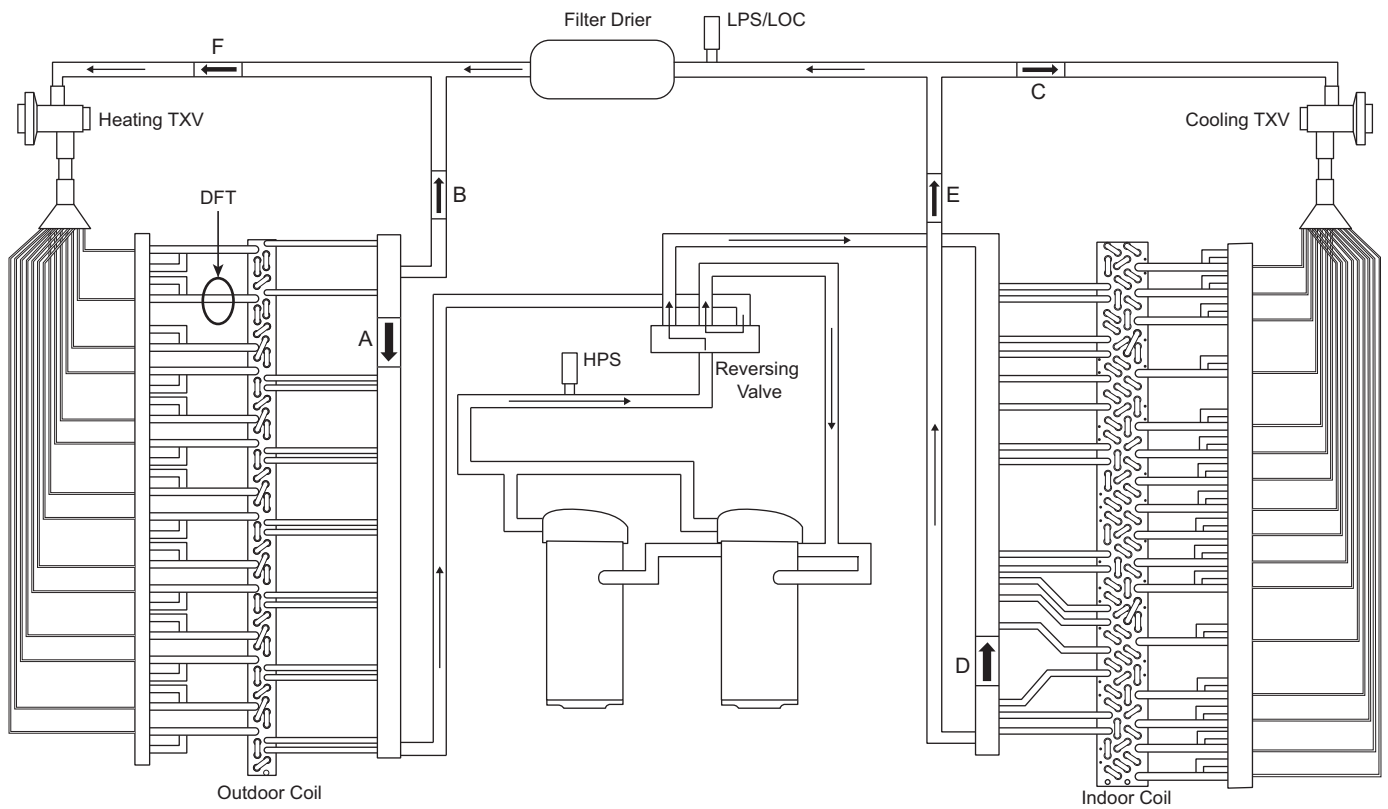 Filter Drier
LPS/LOC
F
C
Heating TXV
Cooling TXV
DFT
B
E
A
HPS
Reversing
Valve
D
Outdoor Coil
Indoor Coil